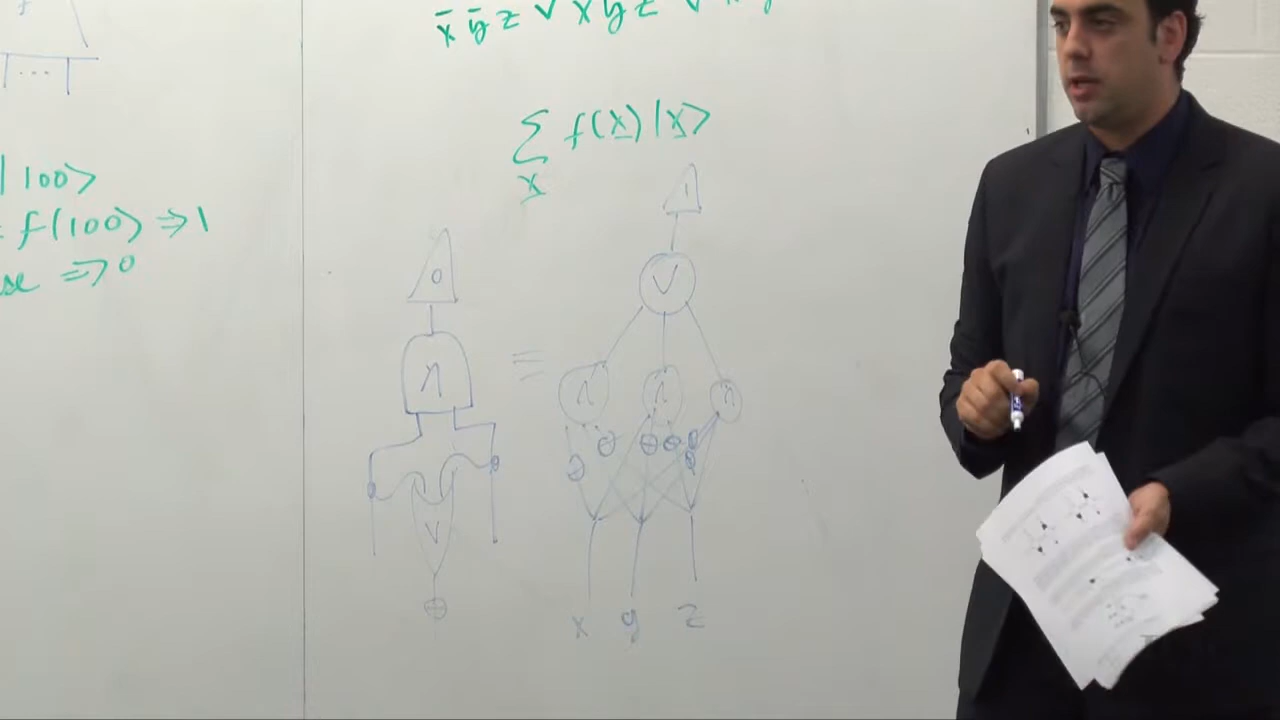 f
...
|100>
f(100) ⇒ 1
⇒ 0
x̄ ȳ z ∨ x̄ y z̄ ∨
∑ f(x) |x>
x
0
∧
∨
≡
1
∨
∧ ∧ ∧
x y z